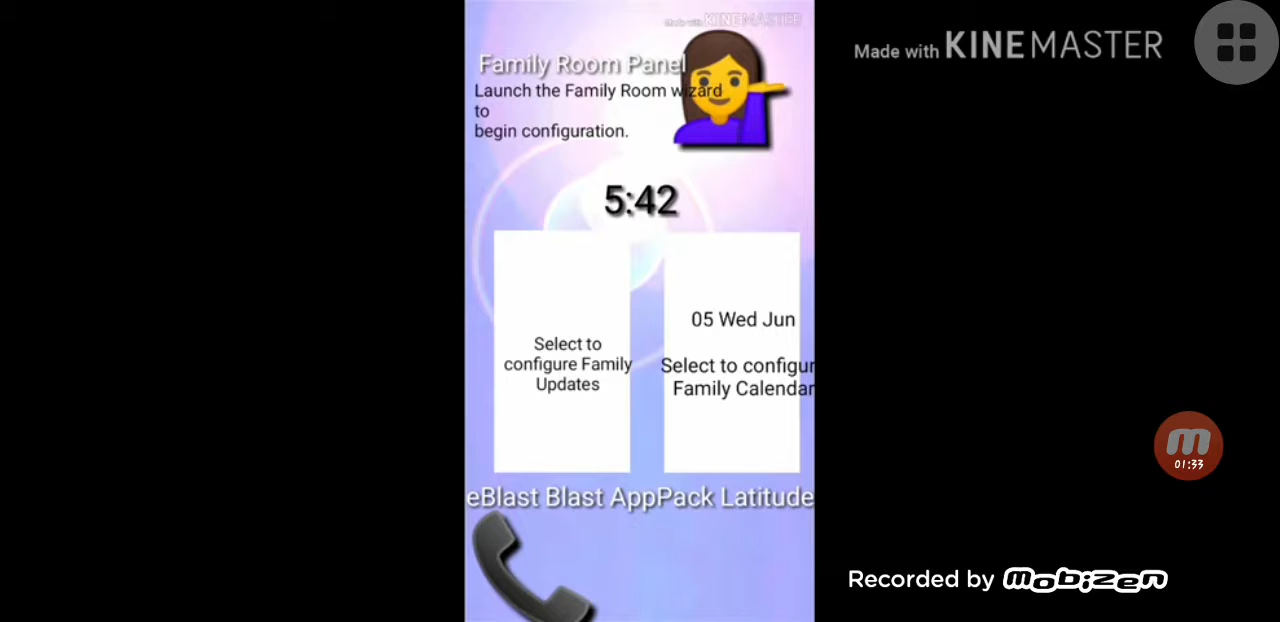 Made with KINEMASTER
Family Room Panel
Launch the Family Room wizard
to
begin configuration.
5:42
05 Wed Jun
Select to
configure Family
Updates
Select to configur
Family Calendar
eBlast Blast AppPack Latitude
Made with KINEMASTER
01:33
Recorded by mobizen